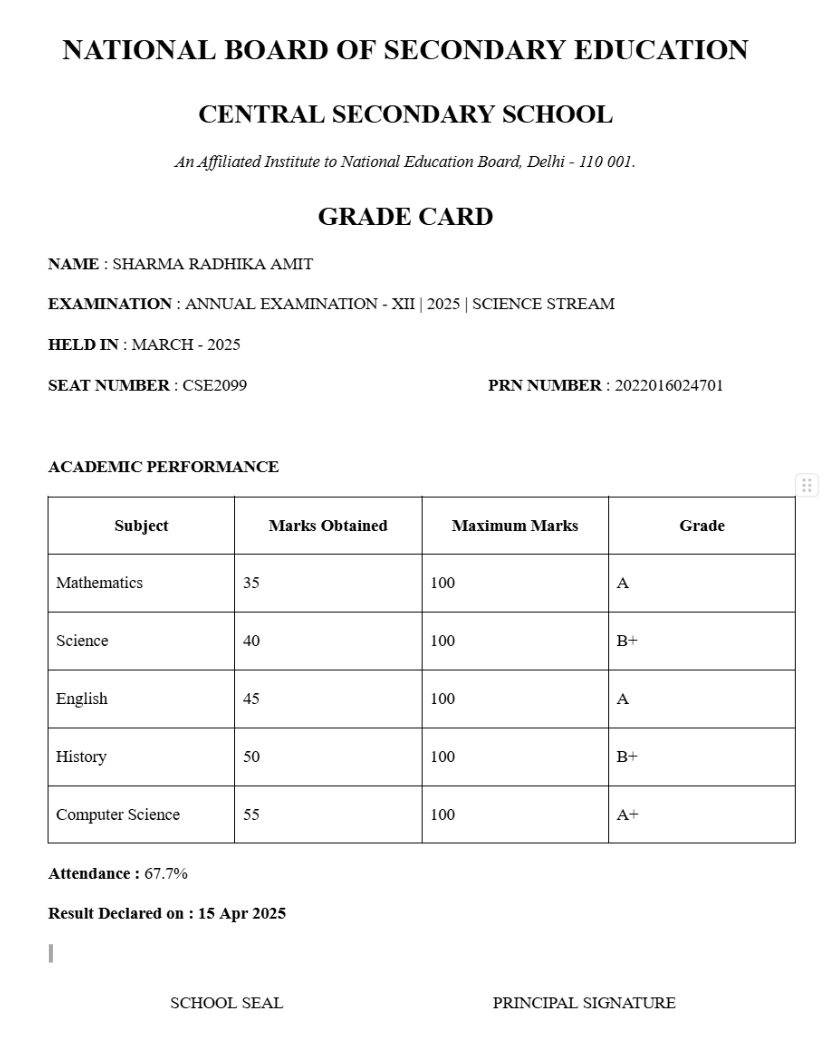 NATIONAL BOARD OF SECONDARY EDUCATION
CENTRAL SECONDARY SCHOOL
An Affiliated Institute to National Education Board, Delhi - 110 001.
GRADE CARD
NAME : SHARMA RADHIKA AMIT
EXAMINATION : ANNUAL EXAMINATION - XII | 2025 | SCIENCE STREAM
HELD IN : MARCH - 2025
SEAT NUMBER : CSE2099 PRN NUMBER : 2022016024701
ACADEMIC PERFORMANCE
Subject Marks Obtained Maximum Marks Grade
Mathematics 35 100 A
Science 40 100 B+
English 45 100 A
History 50 100 B+
Computer Science 55 100 A+
Attendance : 67.7%
Result Declared on : 15 Apr 2025
SCHOOL SEAL PRINCIPAL SIGNATURE